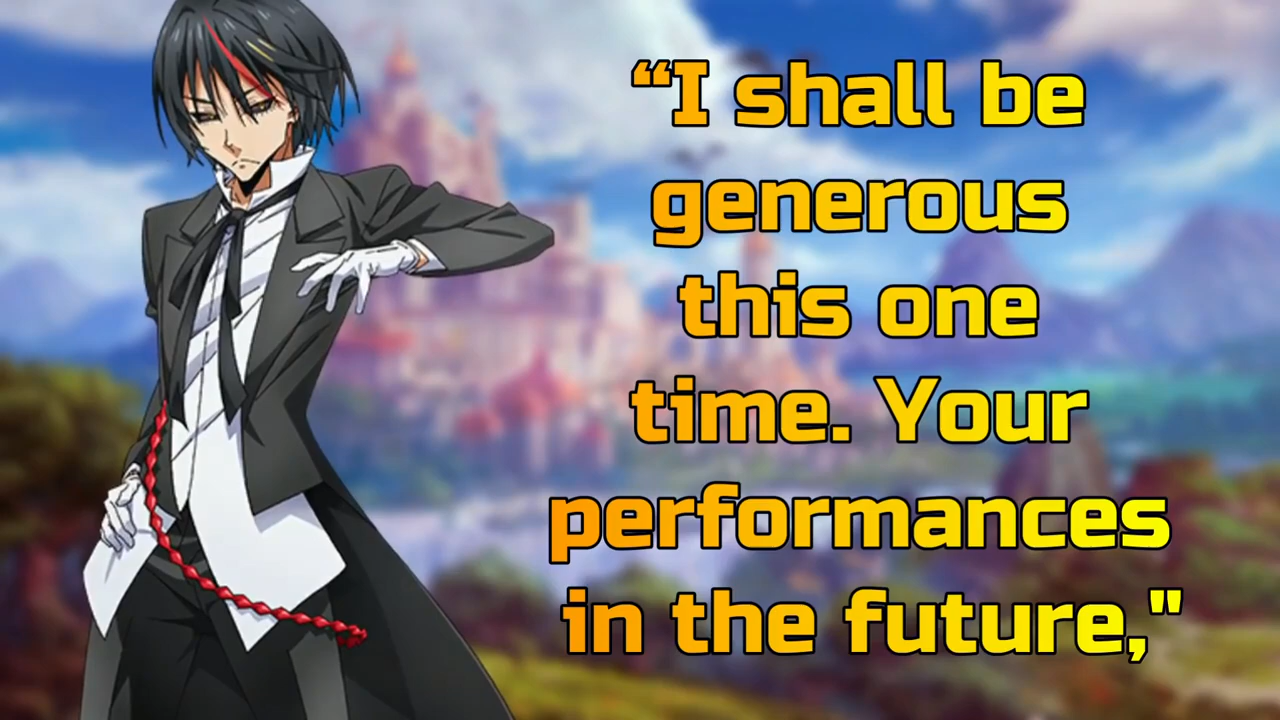 “I shall be
generous
this one
time. Your
performances
in the future,"